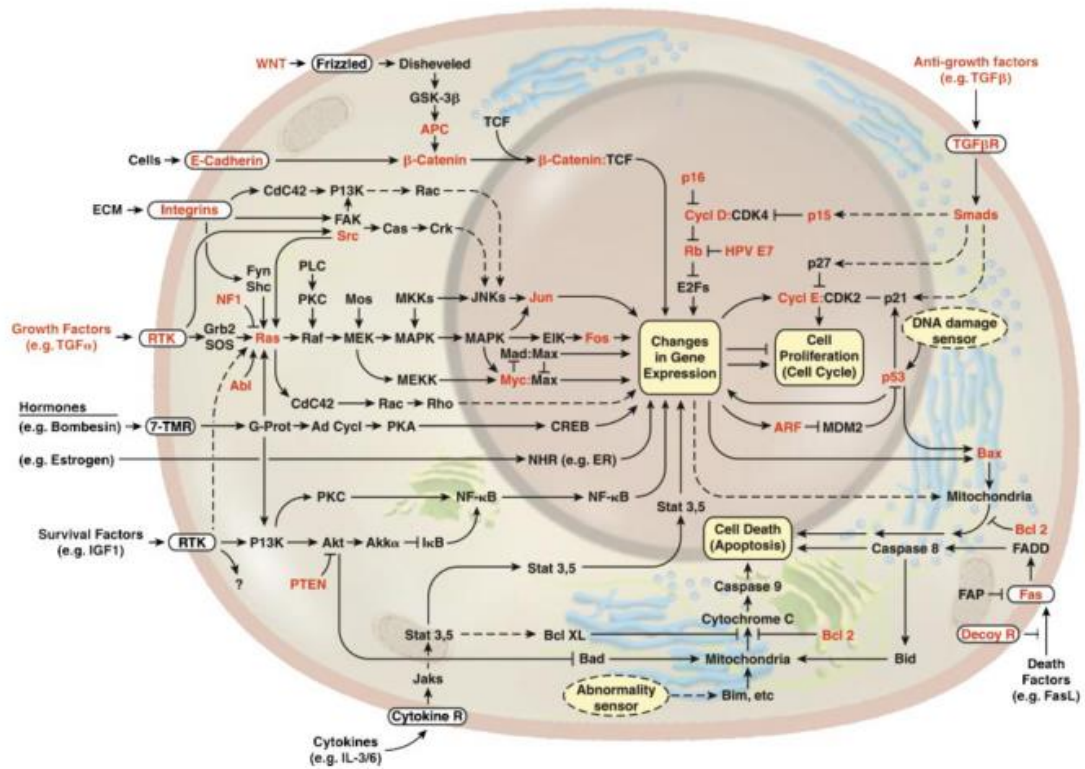 WNT
Frizzled
Disheveled
GSK-3β
APC
TCF
Cells
E-Cadherin
β-Catenin
β-Catenin:TCF
Anti-growth factors
(e.g. TGFβ)
TGFβR
Smads
p16
Cycl D:CDK4
p15
Rb
HPV E7
E2Fs
p27
Cycl E:CDK2
p21
DNA damage
sensor
CdC42
P13K
Rac
ECM
Integrins
FAK
Src
Cas
Crk
Fyn
Shc
PLC
NF1
PKC
Mos
MKKs
JNKs
Jun
Growth Factors
(e.g. TGFα)
RTK
Grb2
SOS
Ras
Raf
MEK
MAPK
MAPK
ElK
Fos
Mad:Max
Abl
MEKK
Myc:Max
Changes
in Gene
Expression
Cell
Proliferation
(Cell Cycle)
p53
CdC42
Rac
Rho
Hormones
(e.g. Bombesin)
7-TMR
G-Prot
Ad Cycl
PKA
CREB
ARF
MDM2
(e.g. Estrogen)
NHR (e.g. ER)
Bax
PKC
NF-κB
NF-κB
Stat 3,5
Mitochondria
Survival Factors
(e.g. IGF1)
RTK
P13K
Akt
Akkα
IκB
Cell Death
(Apoptosis)
Bcl 2
Caspase 8
FADD
?
PTEN
Stat 3,5
Caspase 9
FAP
Fas
Cytochrome C
Stat 3,5
Bcl XL
Bcl 2
Decoy R
Bad
Mitochondria
Bid
Death
Factors
(e.g. FasL)
Jaks
Abnormality
sensor
Bim, etc
Cytokine R
Cytokines
(e.g. IL-3/6)